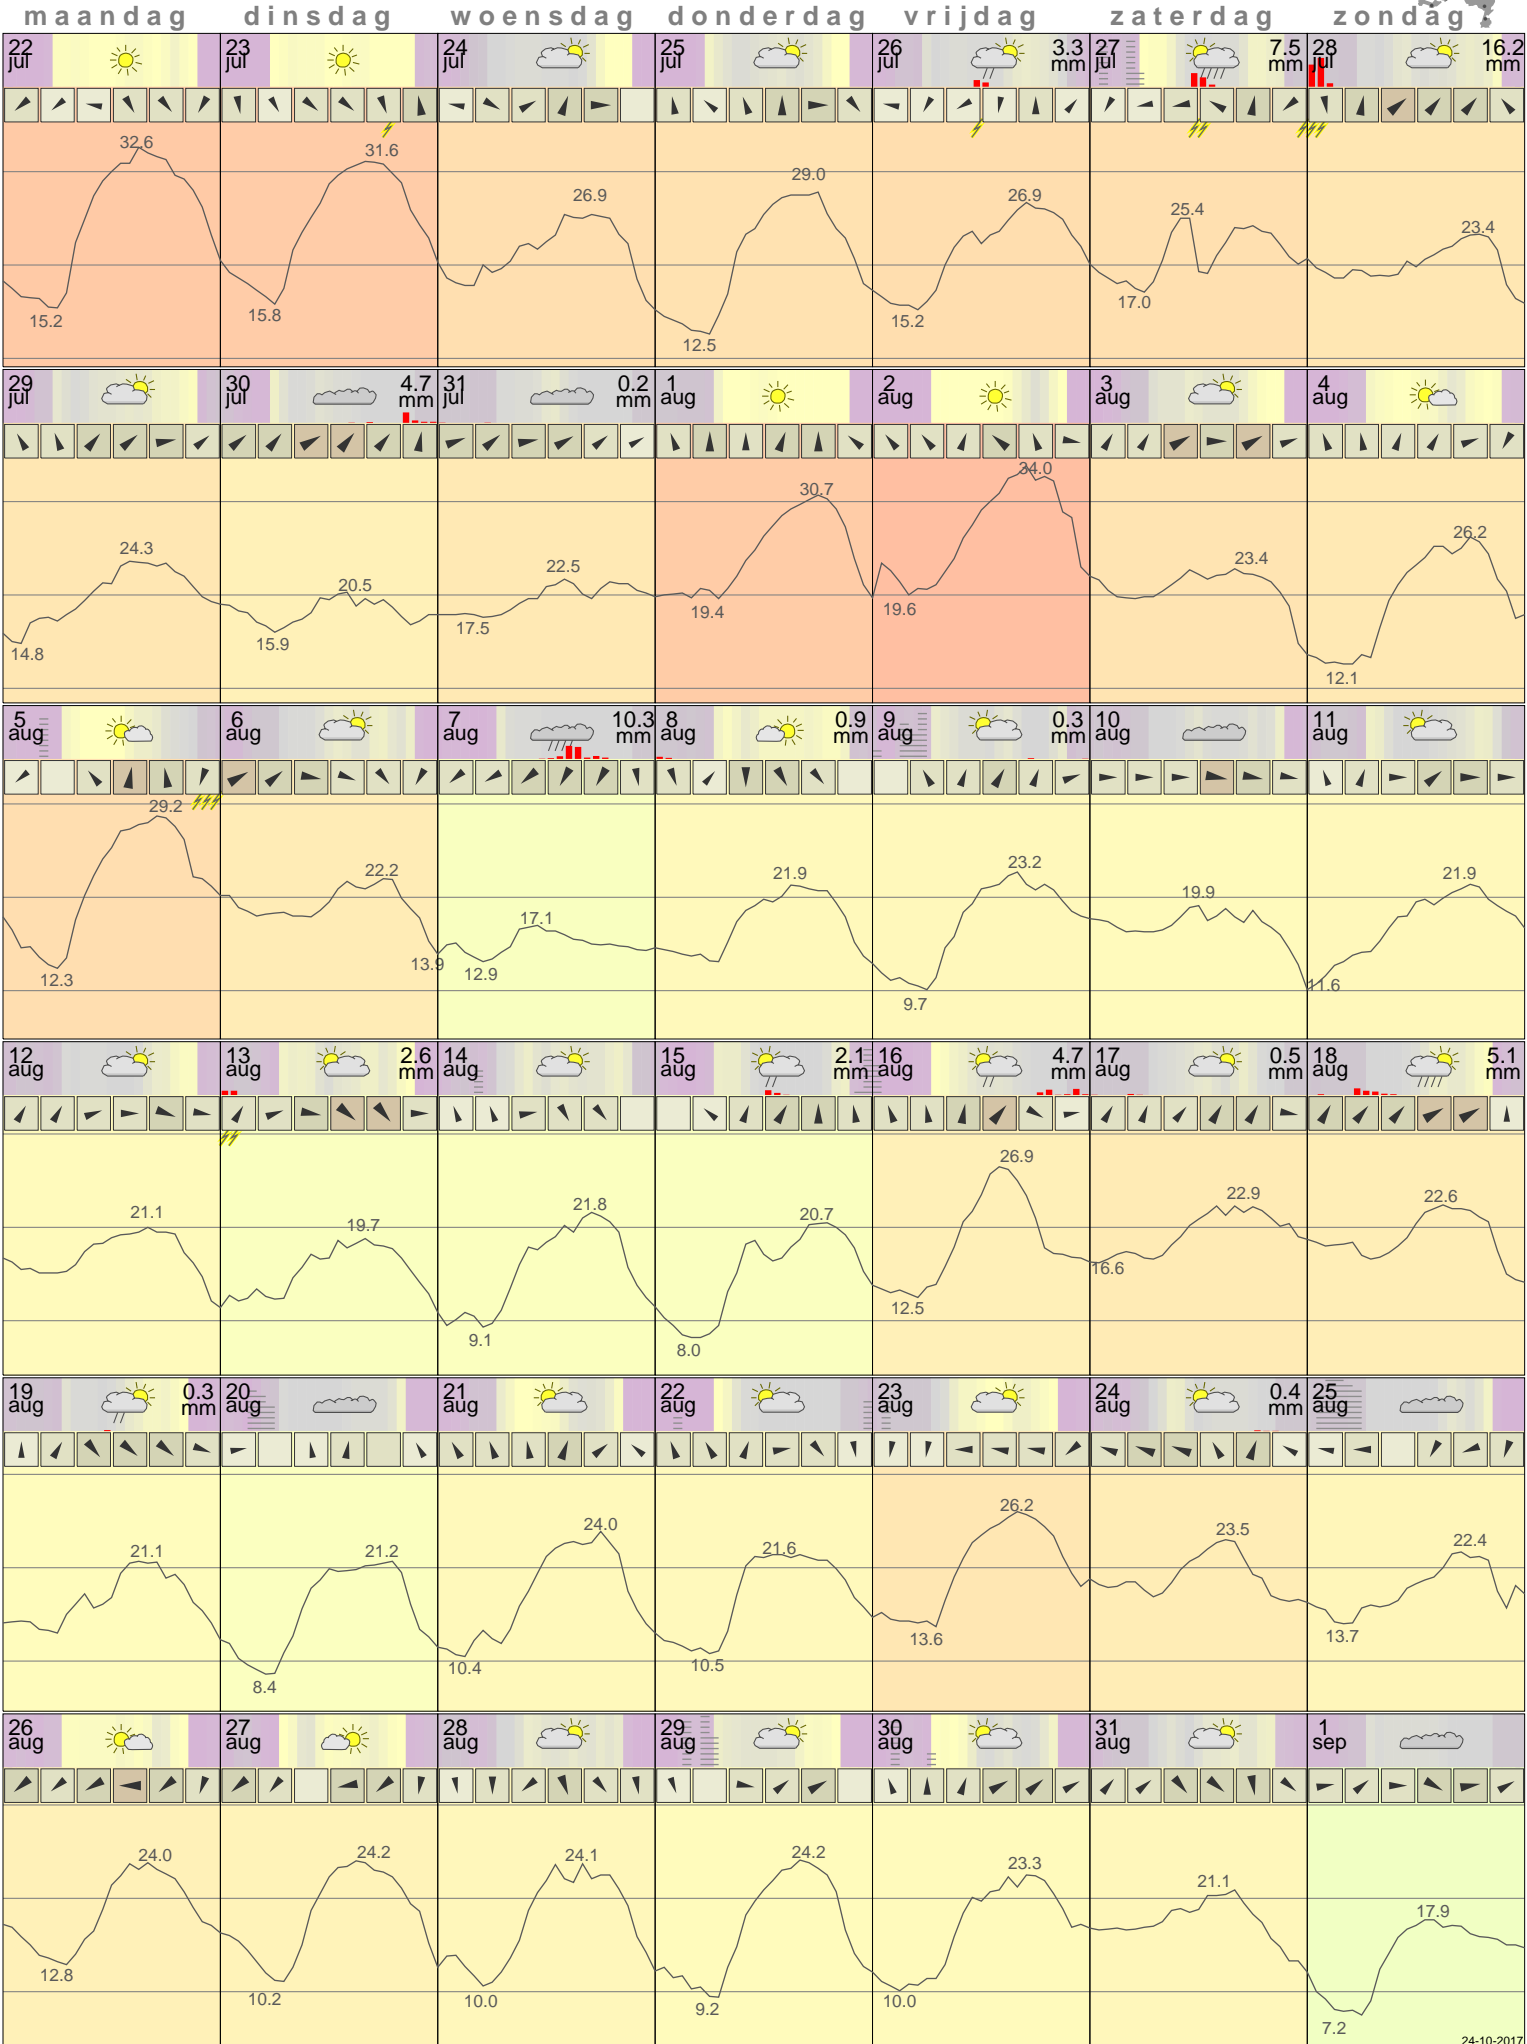 maandag dinsdag woensdag donderdag vrijdag zaterdag zondag
22 23 24 25 26 3.3 27 7.5 28 16.2
jul jul jul jul jul mm jul mm jul mm
32.6 31.6 26.9 29.0 26.9 25.4 23.4
15.2 15.8 12.5 15.2 17.0
29 30 4.7 31 0.2 1 2 3 4
jul jul mm jul mm aug aug aug aug
24.3 20.5 22.5 30.7 34.0 23.4 26.2
14.8 15.9 17.5 19.4 19.6 12.1
5 6 7 10.3 8 0.9 9 0.3 10 11
aug aug aug mm aug mm aug mm aug aug
29.2 22.2 17.1 21.9 23.2 19.9 21.9
12.3 13.9 12.9 9.7 11.6
12 13 2.6 14 15 2.1 16 4.7 17 0.5 18 5.1
aug aug mm aug aug mm aug mm aug mm aug mm
21.1 19.7 21.8 20.7 26.9 22.9 22.6
9.1 8.0 12.5 16.6
19 0.3 20 21 22 23 24 0.4 25
aug mm aug aug aug aug aug mm aug
21.1 21.2 24.0 21.6 26.2 23.5 22.4
8.4 10.4 10.5 13.6 13.7
26 27 28 29 30 31 1
aug aug aug aug aug aug sep
24.0 24.2 24.1 24.2 23.3 21.1 17.9
12.8 10.2 10.0 9.2 10.0 7.2
24-10-2017